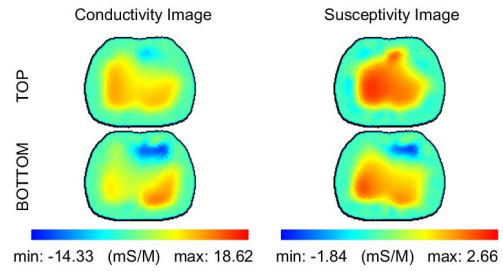 Conductivity Image Susceptivity Image
TOP
BOTTOM
min: -14.33 (mS/M) max: 18.62 min: -1.84 (mS/M) max: 2.66